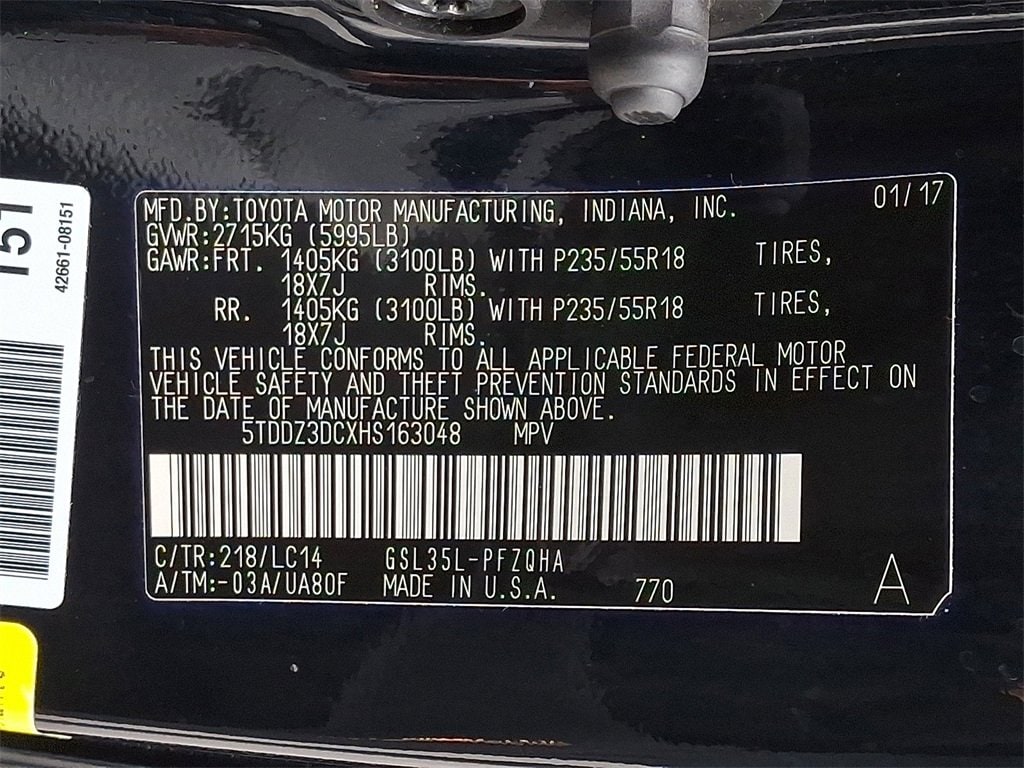 MFD.BY:TOYOTA MOTOR MANUFACTURING, INDIANA, INC. 01/17
GVWR:2715KG (5995LB)
GAWR:FRT. 1405KG (3100LB) WITH P235/55R18 TIRES,
18X7J RIMS.
RR. 1405KG (3100LB) WITH P235/55R18 TIRES,
18X7J RIMS.
THIS VEHICLE CONFORMS TO ALL APPLICABLE FEDERAL MOTOR
VEHICLE SAFETY AND THEFT PREVENTION STANDARDS IN EFFECT ON
THE DATE OF MANUFACTURE SHOWN ABOVE.
5TDDZ3DCXHS163048 MPV
C/TR:218/LC14 GSL35L-PFZQHA
A/TM:-03A/UA80F MADE IN U.S.A. 770 A
42661-08151